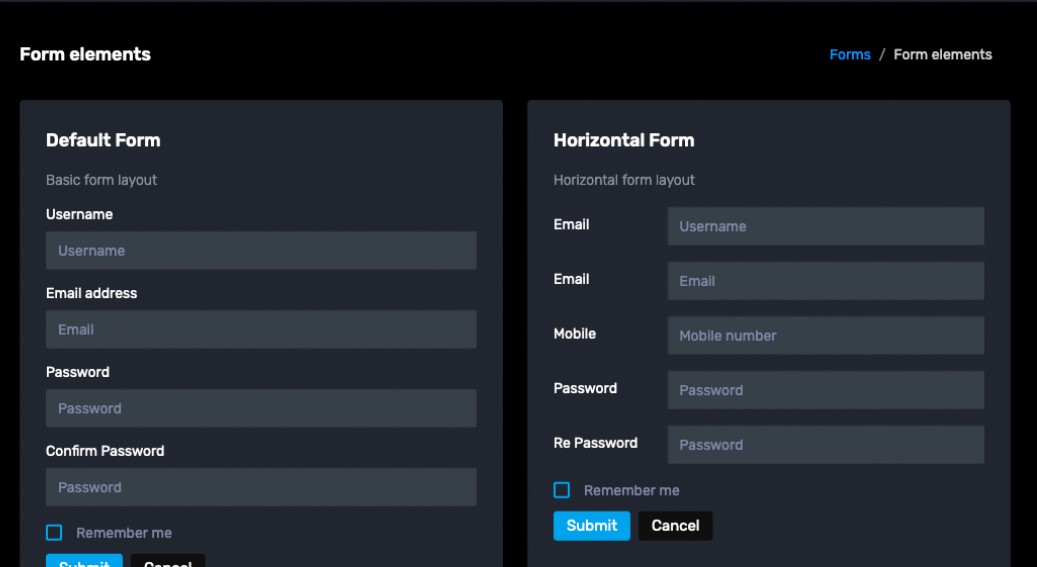 Form elements
Forms / Form elements
Default Form
Basic form layout
Username
Username
Email address
Email
Password
Password
Confirm Password
Password
Remember me
Submit Cancel
Horizontal Form
Horizontal form layout
Email Username
Email Email
Mobile Mobile number
Password Password
Re Password Password
Remember me
Submit Cancel